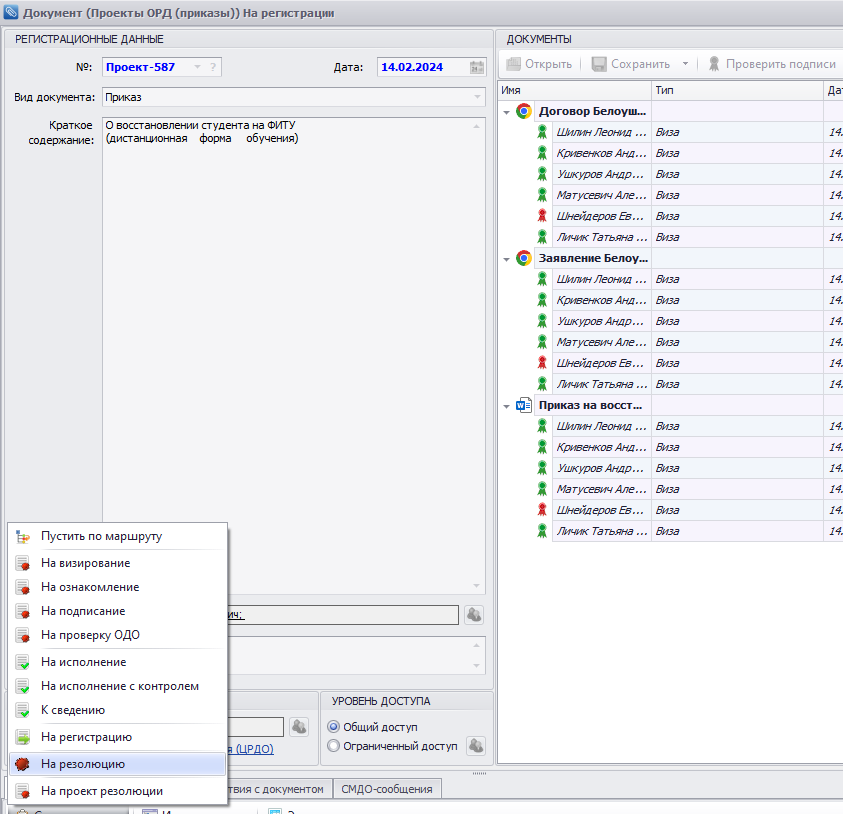 Документ (Проекты ОРД (приказы)) На регистрации
РЕГИСТРАЦИОННЫЕ ДАННЫЕ
№: Проект-587 ? Дата: 14.02.2024
Вид документа: Приказ
Краткое содержание:
О восстановлении студента на ФИТУ
(дистанционная форма обучения)
ич;
я (ЦРДО)
УРОВЕНЬ ДОСТУПА
Общий доступ
Ограниченный доступ
твия с документом СМДО-сообщения
Пустить по маршруту
На визирование
На ознакомление
На подписание
На проверку ОДО
На исполнение
На исполнение с контролем
К сведению
На регистрацию
На резолюцию
На проект резолюции
ДОКУМЕНТЫ
Открыть Сохранить Проверить подписи
Имя Тип Дат
Договор Белоуш...
Шилин Леонид ... Виза 14.
Кривенков Анд... Виза 14.
Ушкуров Андр... Виза 14.
Матусевич Але... Виза 14.
Шнейдеров Ев... Виза 14.
Личик Татьяна ... Виза 14.
Заявление Белоу...
Шилин Леонид ... Виза 14.
Кривенков Анд... Виза 14.
Ушкуров Андр... Виза 14.
Матусевич Але... Виза 14.
Шнейдеров Ев... Виза 14.
Личик Татьяна ... Виза 14.
Приказ на восст...
Шилин Леонид ... Виза 14.
Кривенков Анд... Виза 14.
Ушкуров Андр... Виза 14.
Матусевич Але... Виза 14.
Шнейдеров Ев... Виза 14.
Личик Татьяна ... Виза 14.